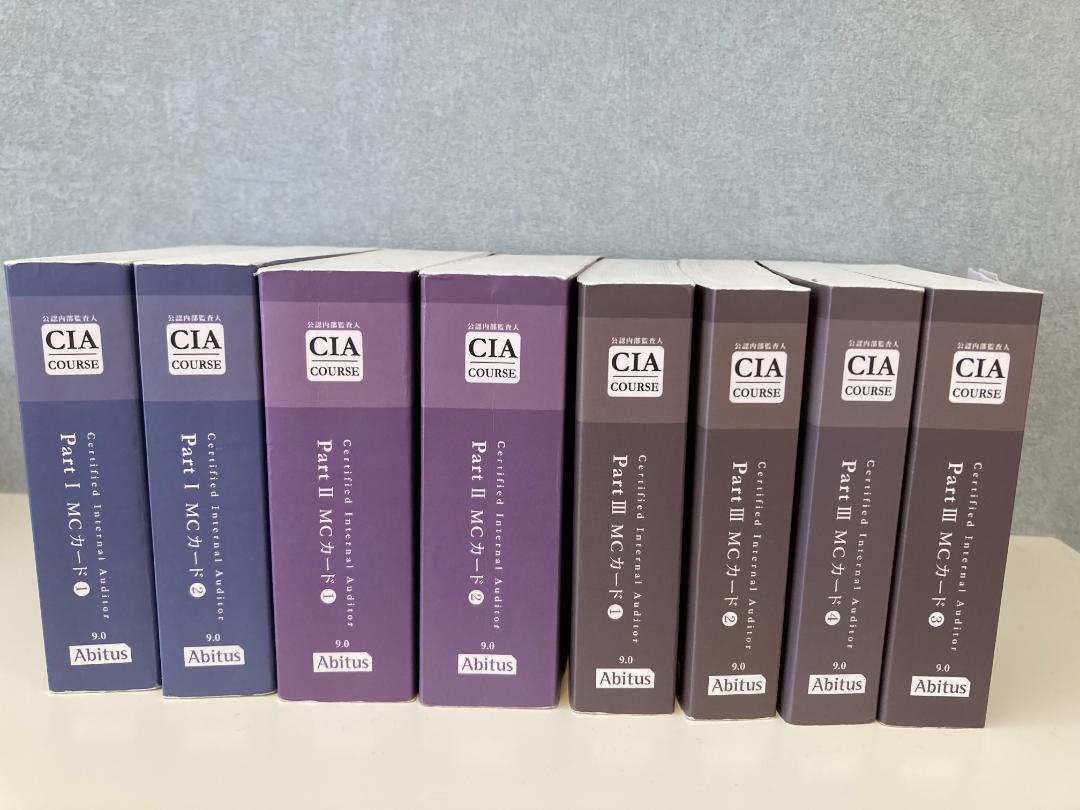 公認内部監査人
CIA
COURSE
Certified Internal Auditor
Part Ⅰ MCカード ❶
9.0
Abitus
公認内部監査人
CIA
COURSE
Certified Internal Auditor
Part Ⅰ MCカード ❷
9.0
Abitus
公認内部監査人
CIA
COURSE
Certified Internal Auditor
Part Ⅱ MCカード ❶
9.0
Abitus
公認内部監査人
CIA
COURSE
Certified Internal Auditor
Part Ⅱ MCカード ❷
9.0
Abitus
公認内部監査人
CIA
COURSE
Certified Internal Auditor
Part Ⅲ MCカード ❶
9.0
Abitus
公認内部監査人
CIA
COURSE
Certified Internal Auditor
Part Ⅲ MCカード ❷
9.0
Abitus
公認内部監査人
CIA
COURSE
Certified Internal Auditor
Part Ⅲ MCカード ❹
9.0
Abitus
公認内部監査人
CIA
COURSE
Certified Internal Auditor
Part Ⅲ MCカード ❸
9.0
Abitus